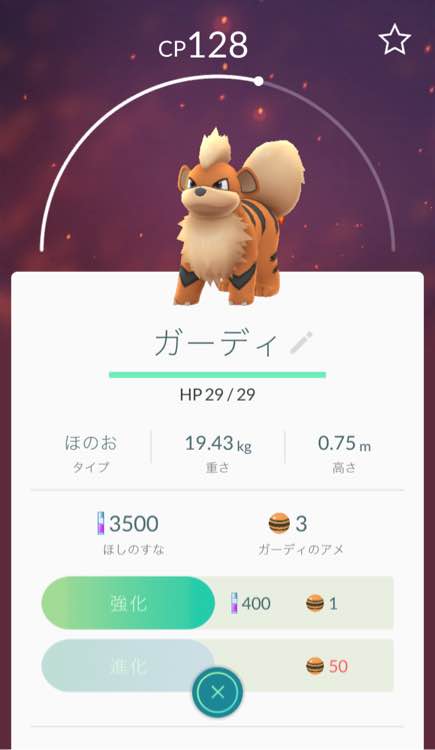 CP128
ガーディ
HP 29 / 29
ほのお 19.43 kg 0.75 m
タイプ 重さ 高さ
3500 3
ほしのすな ガーディのアメ
強化 400 1
進化 50